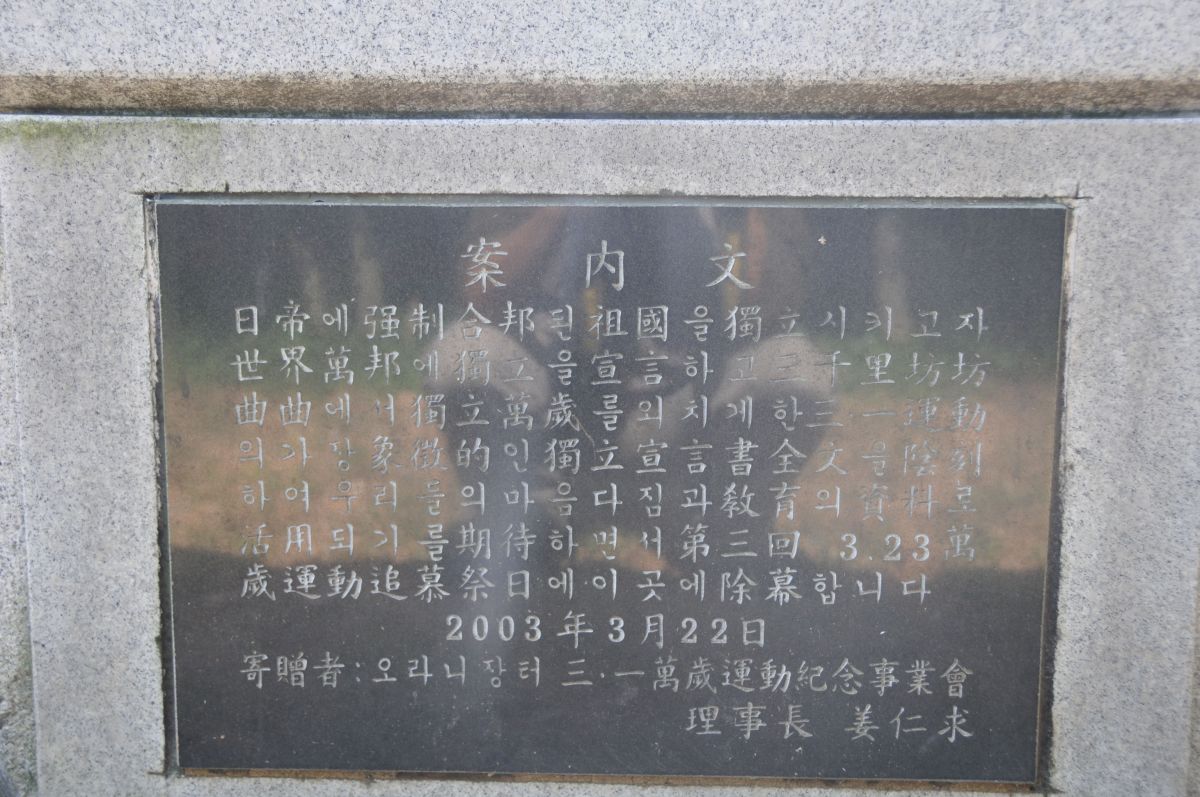 案內文
日帝에强制合邦된祖國을獨立시키고자
世界萬邦에獨立을宣言하고三千里坊坊
曲曲에서獨立萬歲를외치게한三·一運動
의가장象徵的인獨立宣言書全文을陰刻
하여우리들의마음다짐과敎育의資料로
活用되기를期待하면서第三回 3.23萬
歲運動追慕祭日에이곳에除幕합니다
2003年3月22日
寄贈者:오라니장터 三·一萬歲運動紀念事業會
理事長 姜仁求